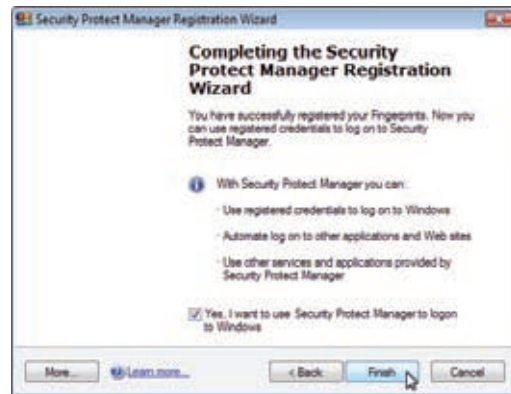 Security Protect Manager Registration Wizard
Completing the Security
Protect Manager Registration
Wizard
You have successfully registered your Fingerprints. Now you
can use registered credentials to log on to Security
Protect Manager.
With Security Protect Manager you can:
· Use registered credentials to log on to Windows
· Automate log on to other applications and Web sites
· Use other services and applications provided by
Security Protect Manager
Yes, I want to use Security Protect Manager to logon
to Windows
More...
Learn more...
< Back
Finish
Cancel